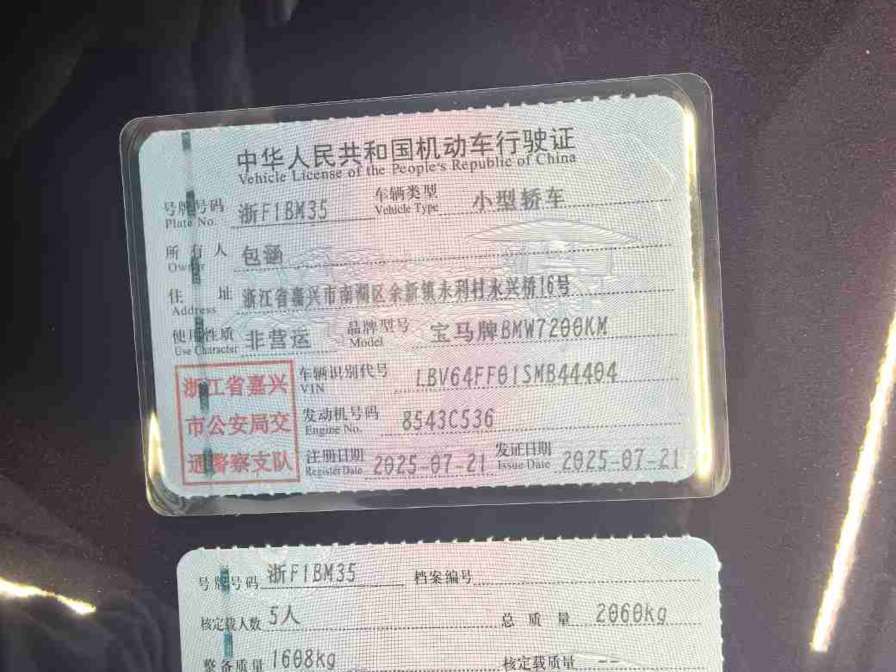 中华人民共和国机动车行驶证
Vehicle License of the People's Republic of China
号牌号码 浙F1BM35 车辆类型 小型轿车
Plate No. Vehicle Type
所有人 包涵
Owner
住址 浙江省嘉兴市南湖区余新镇永利村永兴桥16号
Address
使用性质 非营运 品牌型号 宝马牌BMW7200KM
Use Character Model
浙江省嘉兴
市公安局交
通警察支队
车辆识别代号 LBV64FF01SMB44404
VIN
发动机号码 8543C536
Engine No.
注册日期 2025-07-21 发证日期 2025-07-21
Register Date Issue Date
号牌号码 浙F1BM35 档案编号
核定载人数 5人 总质量 2060kg
整备质量 1608kg 核定载质量 --